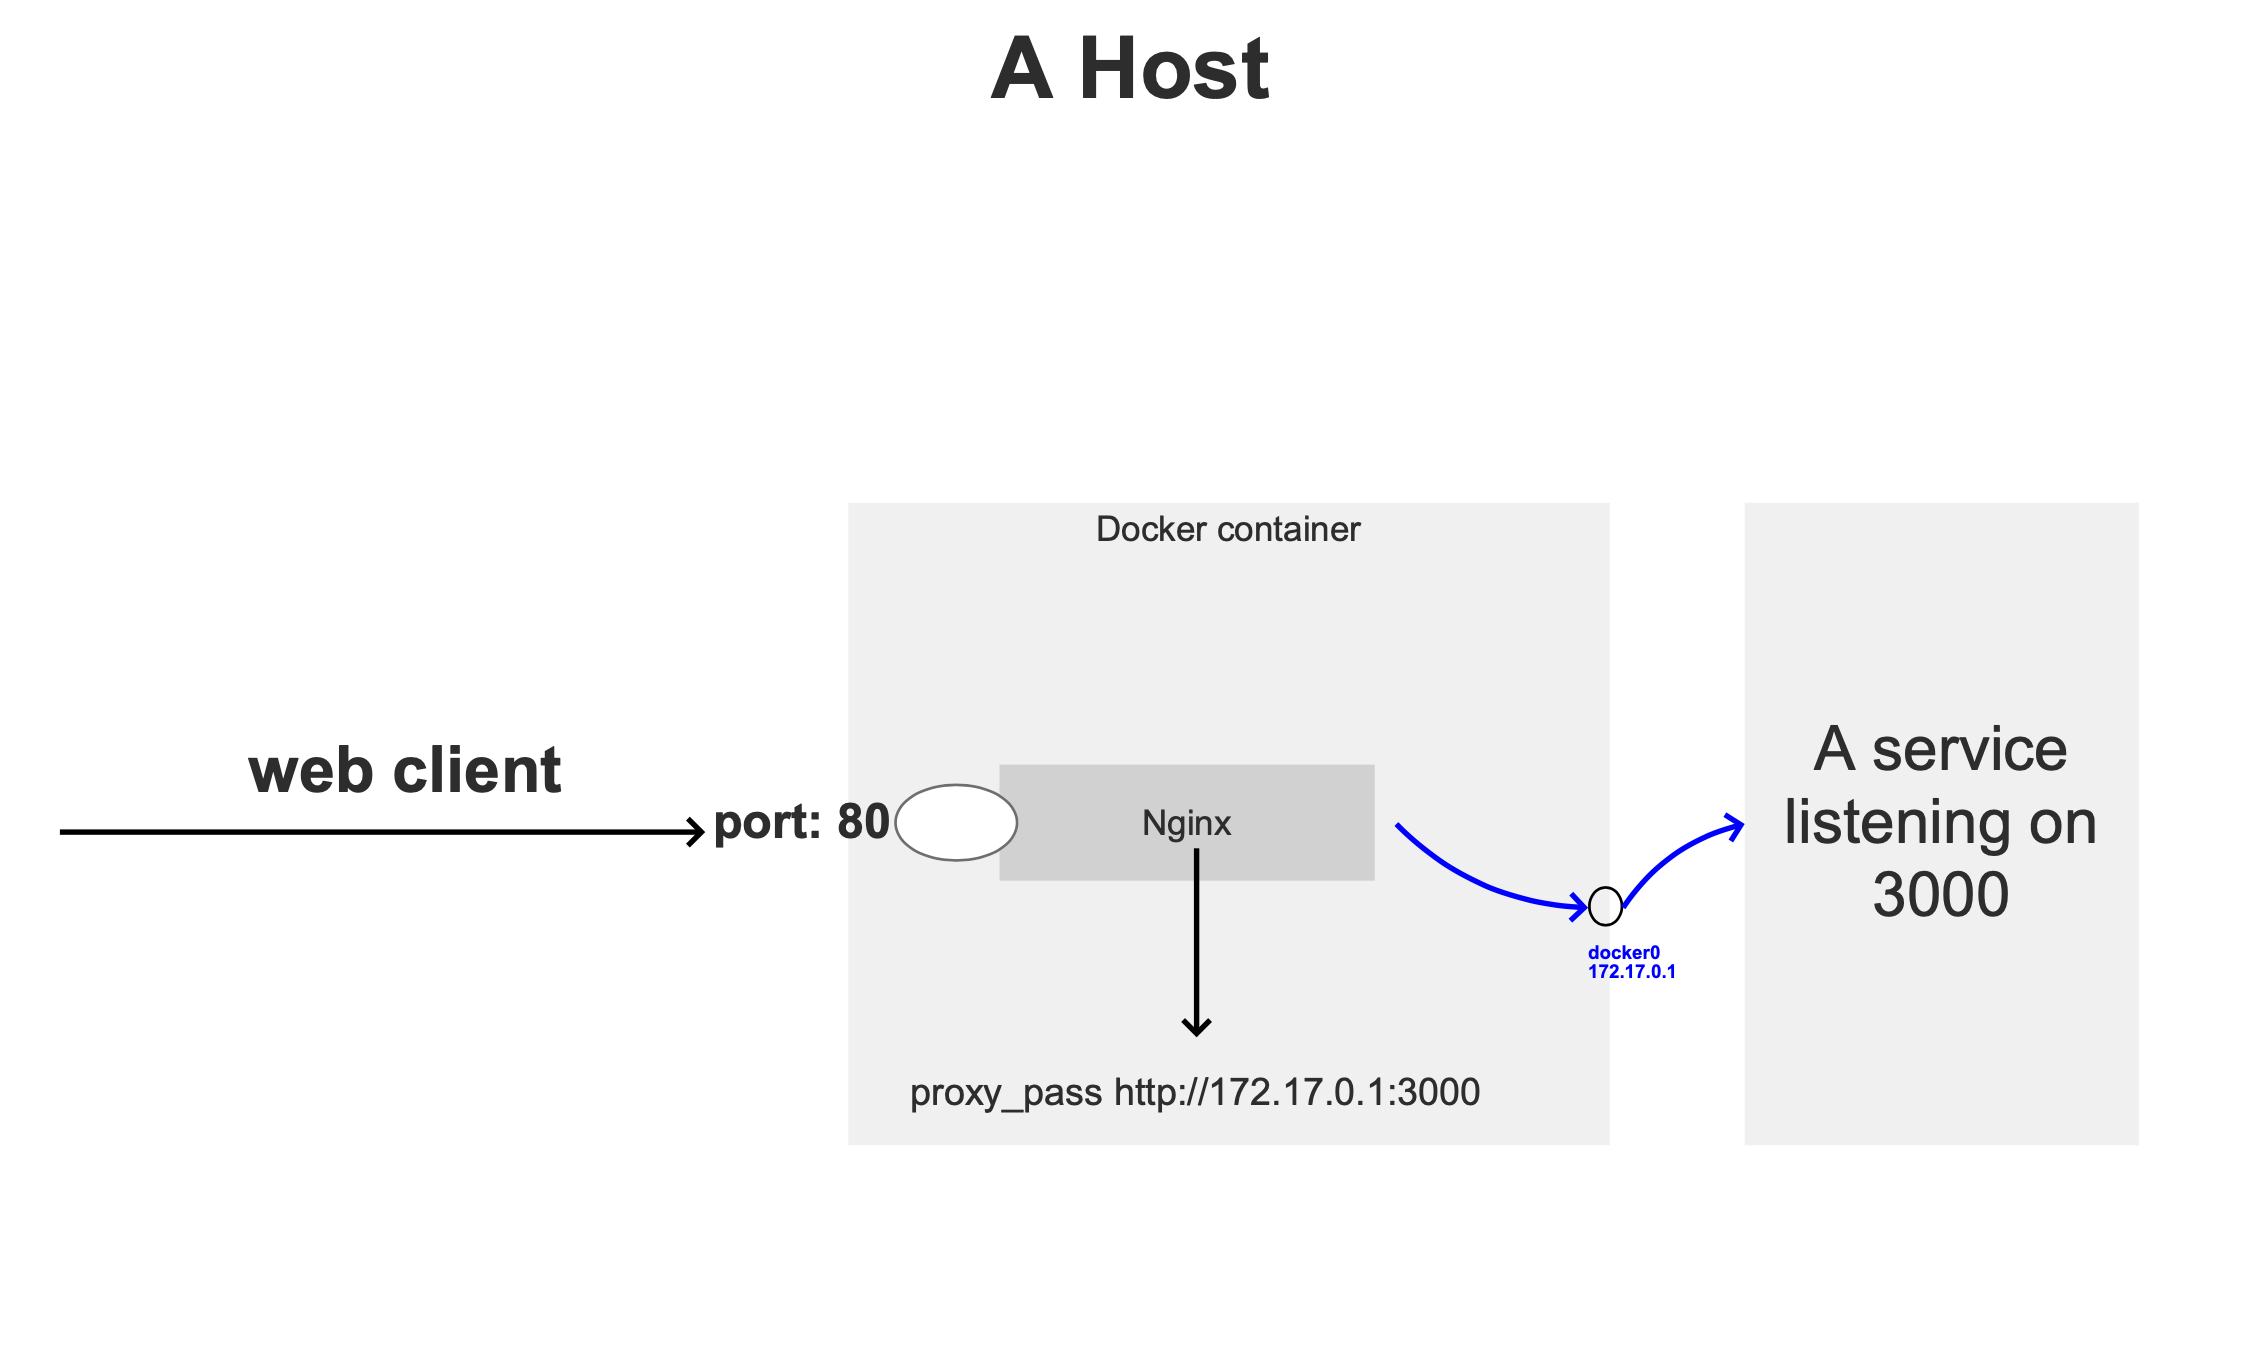 A Host
Docker container
web client
port: 80
Nginx
A service
listening on
3000
docker0
172.17.0.1
proxy_pass http://172.17.0.1:3000